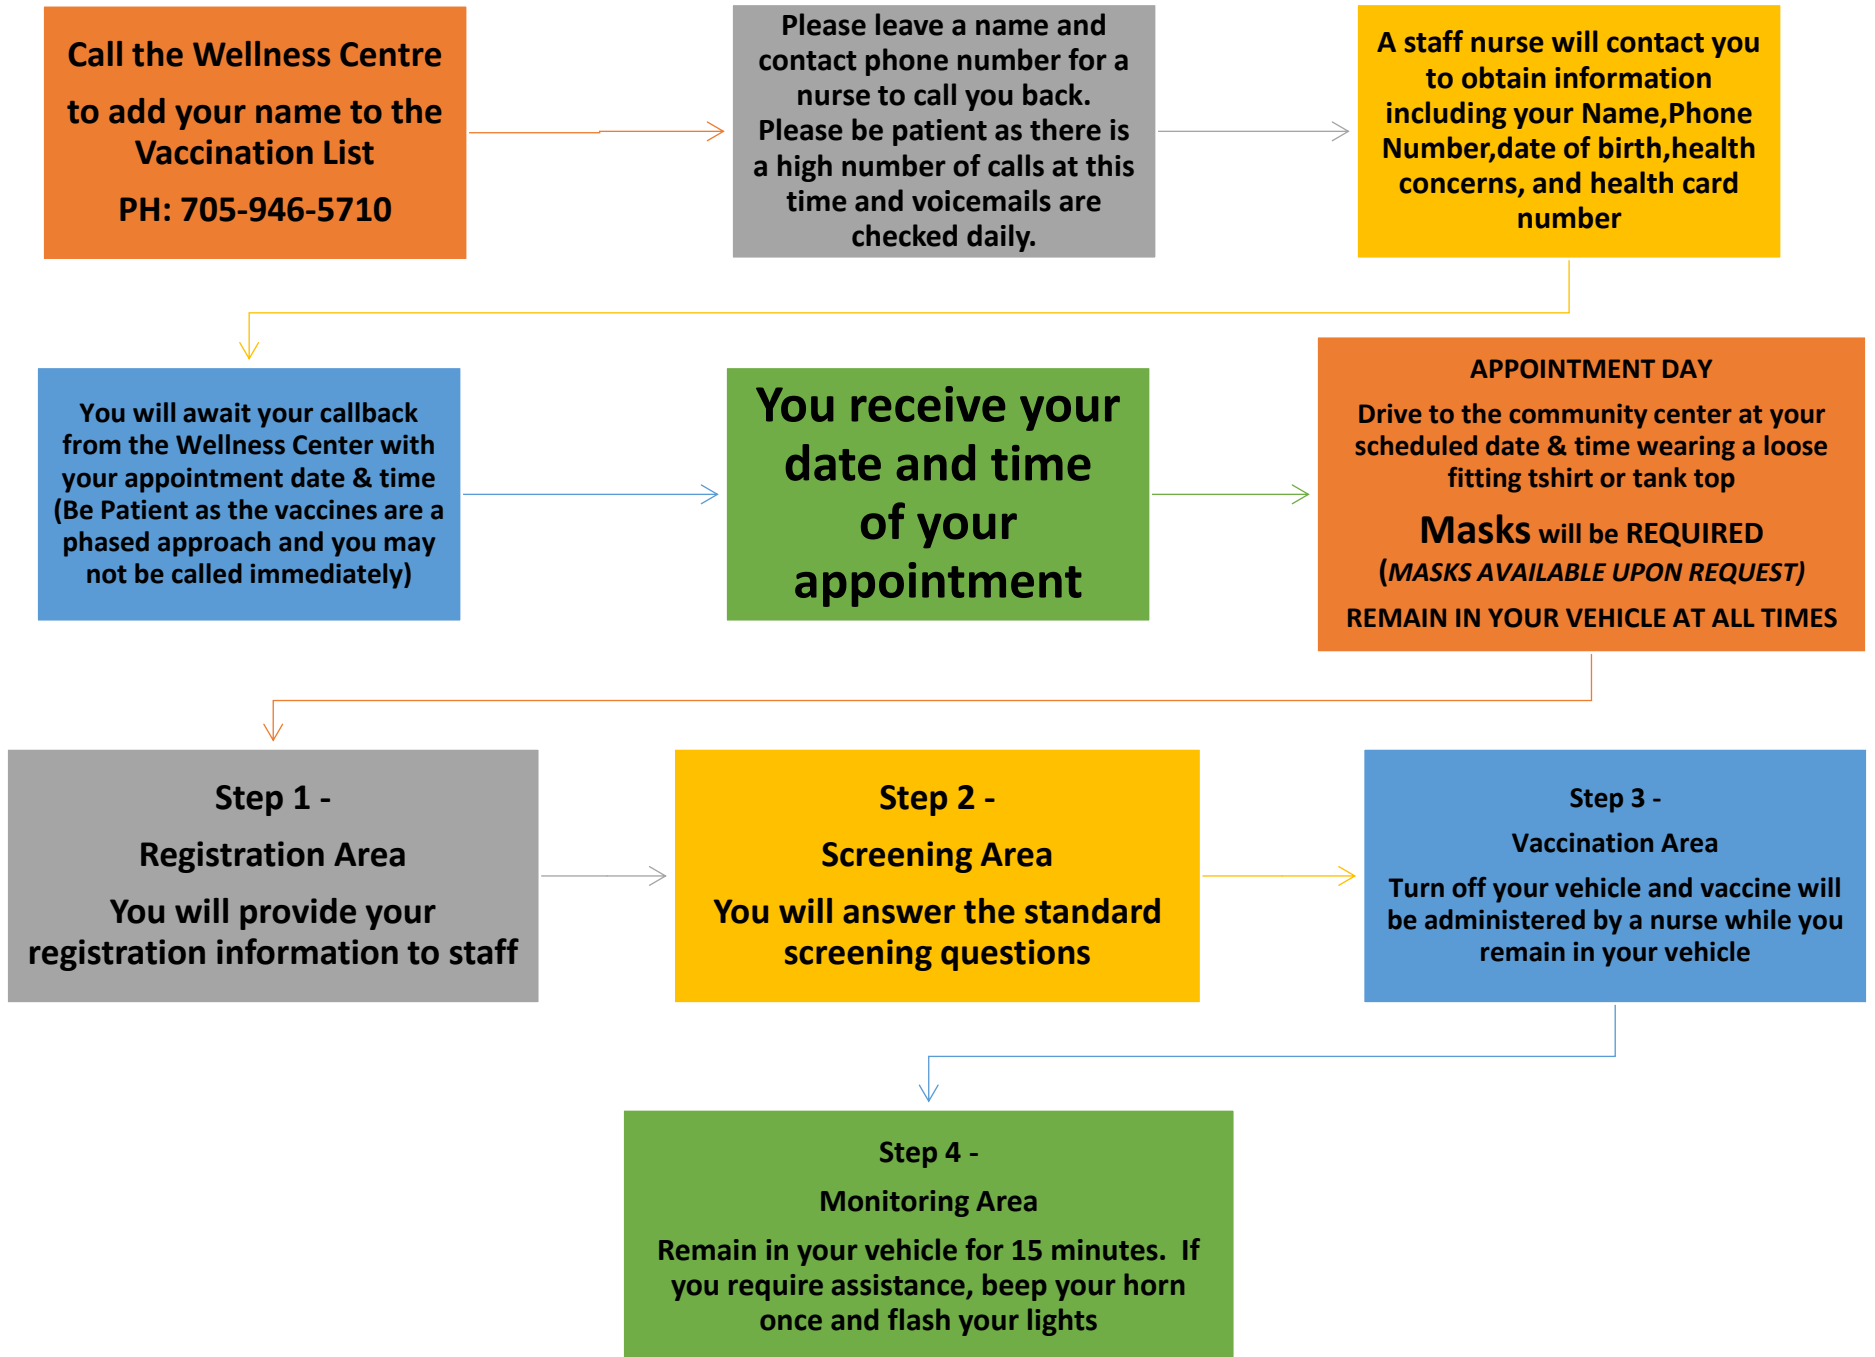 Call the Wellness Centre
to add your name to the
Vaccination List
PH: 705-946-5710
Please leave a name and
contact phone number for a
nurse to call you back.
Please be patient as there is
a high number of calls at this
time and voicemails are
checked daily.
A staff nurse will contact you
to obtain information
including your Name,Phone
Number,date of birth,health
concerns, and health card
number
You will await your callback
from the Wellness Center with
your appointment date & time
(Be Patient as the vaccines are a
phased approach and you may
not be called immediately)
You receive your
date and time
of your
appointment
APPOINTMENT DAY
Drive to the community center at your
scheduled date & time wearing a loose
fitting tshirt or tank top
Masks will be REQUIRED
(MASKS AVAILABLE UPON REQUEST)
REMAIN IN YOUR VEHICLE AT ALL TIMES
Step 1 -
Registration Area
You will provide your
registration information to staff
Step 2 -
Screening Area
You will answer the standard
screening questions
Step 3 -
Vaccination Area
Turn off your vehicle and vaccine will
be administered by a nurse while you
remain in your vehicle
Step 4 -
Monitoring Area
Remain in your vehicle for 15 minutes.  If
you require assistance, beep your horn
once and flash your lights